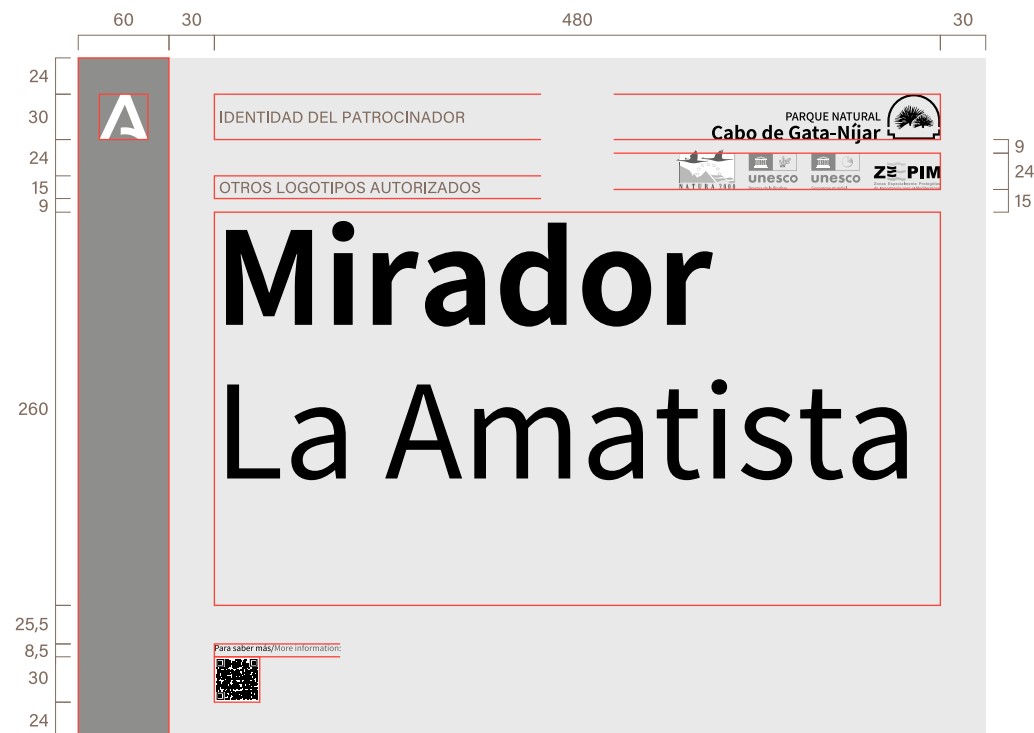 60 30 480 30
24
30
24
15
9
260
25,5
8,5
30
24
IDENTIDAD DEL PATROCINADOR
PARQUE NATURAL
Cabo de Gata-Níjar
9
24
15
NATURA 2000
unesco
unesco
ZEPIM
OTROS LOGOTIPOS AUTORIZADOS
Mirador
La Amatista
Para saber más/More information: